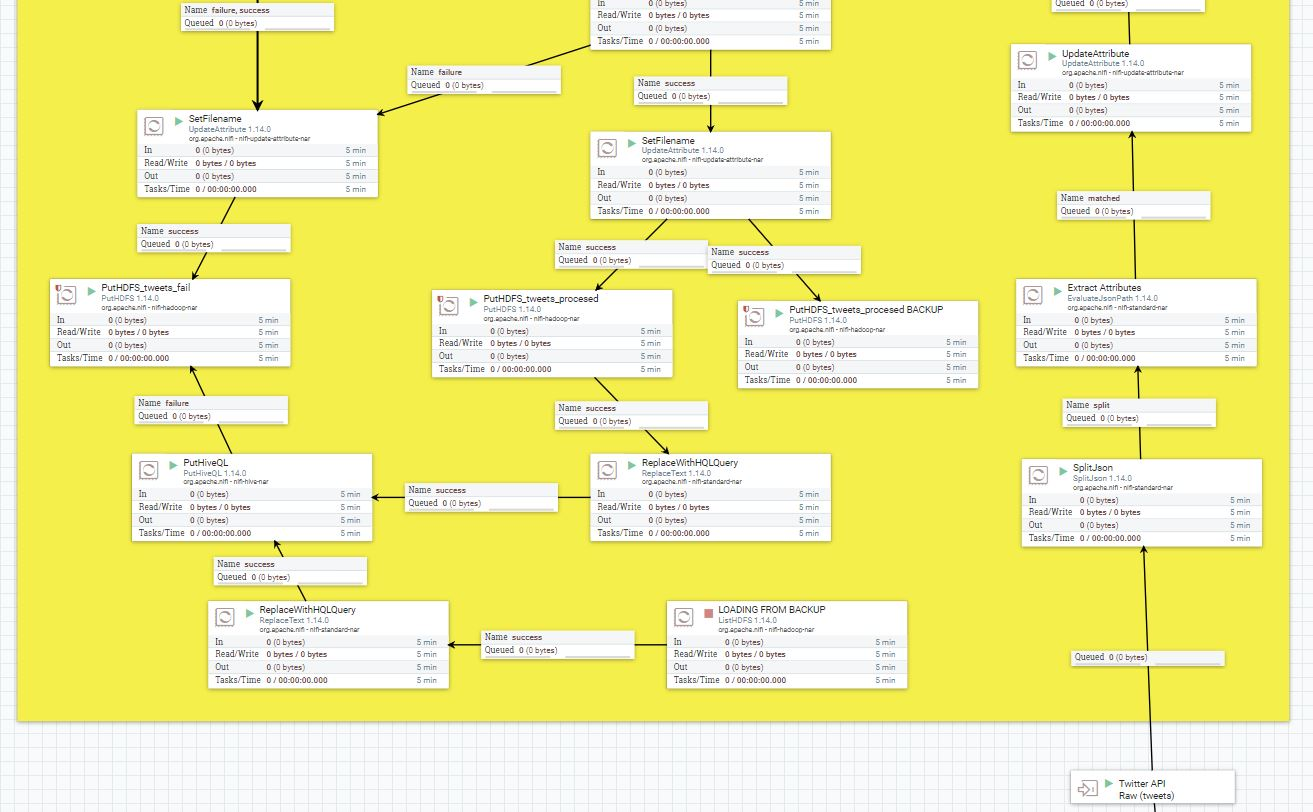 Name failure, success
Queued 0 (0 bytes)
In 0 (0 bytes) 5 min
Read/Write 0 bytes / 0 bytes 5 min
Out 0 (0 bytes) 5 min
Tasks/Time 0 / 00:00:00.000 5 min
Queued 0 (0 bytes)
Name failure
Queued 0 (0 bytes)
Name success
Queued 0 (0 bytes)
UpdateAttribute
UpdateAttribute 1.14.0
org.apache.nifi - nifi-update-attribute-nar
In 0 (0 bytes) 5 min
Read/Write 0 bytes / 0 bytes 5 min
Out 0 (0 bytes) 5 min
Tasks/Time 0 / 00:00:00.000 5 min
SetFilename
UpdateAttribute 1.14.0
org.apache.nifi - nifi-update-attribute-nar
In 0 (0 bytes) 5 min
Read/Write 0 bytes / 0 bytes 5 min
Out 0 (0 bytes) 5 min
Tasks/Time 0 / 00:00:00.000 5 min
SetFilename
UpdateAttribute 1.14.0
org.apache.nifi - nifi-update-attribute-nar
In 0 (0 bytes) 5 min
Read/Write 0 bytes / 0 bytes 5 min
Out 0 (0 bytes) 5 min
Tasks/Time 0 / 00:00:00.000 5 min
Name matched
Queued 0 (0 bytes)
Name success
Queued 0 (0 bytes)
Name success
Queued 0 (0 bytes)
Name success
Queued 0 (0 bytes)
PutHDFS_tweets_fail
PutHDFS 1.14.0
org.apache.nifi - nifi-hadoop-nar
In 0 (0 bytes) 5 min
Read/Write 0 bytes / 0 bytes 5 min
Out 0 (0 bytes) 5 min
Tasks/Time 0 / 00:00:00.000 5 min
PutHDFS_tweets_procesed
PutHDFS 1.14.0
org.apache.nifi - nifi-hadoop-nar
In 0 (0 bytes) 5 min
Read/Write 0 bytes / 0 bytes 5 min
Out 0 (0 bytes) 5 min
Tasks/Time 0 / 00:00:00.000 5 min
PutHDFS_tweets_procesed BACKUP
PutHDFS 1.14.0
org.apache.nifi - nifi-hadoop-nar
In 0 (0 bytes) 5 min
Read/Write 0 bytes / 0 bytes 5 min
Out 0 (0 bytes) 5 min
Tasks/Time 0 / 00:00:00.000 5 min
Extract Attributes
EvaluateJsonPath 1.14.0
org.apache.nifi - nifi-standard-nar
In 0 (0 bytes) 5 min
Read/Write 0 bytes / 0 bytes 5 min
Out 0 (0 bytes) 5 min
Tasks/Time 0 / 00:00:00.000 5 min
Name failure
Queued 0 (0 bytes)
Name success
Queued 0 (0 bytes)
Name split
Queued 0 (0 bytes)
PutHiveQL
PutHiveQL 1.14.0
org.apache.nifi - nifi-hive-nar
In 0 (0 bytes) 5 min
Read/Write 0 bytes / 0 bytes 5 min
Out 0 (0 bytes) 5 min
Tasks/Time 0 / 00:00:00.000 5 min
Name success
Queued 0 (0 bytes)
ReplaceWithHQLQuery
ReplaceText 1.14.0
org.apache.nifi - nifi-standard-nar
In 0 (0 bytes) 5 min
Read/Write 0 bytes / 0 bytes 5 min
Out 0 (0 bytes) 5 min
Tasks/Time 0 / 00:00:00.000 5 min
SplitJson
SplitJson 1.14.0
org.apache.nifi - nifi-standard-nar
In 0 (0 bytes) 5 min
Read/Write 0 bytes / 0 bytes 5 min
Out 0 (0 bytes) 5 min
Tasks/Time 0 / 00:00:00.000 5 min
Name success
Queued 0 (0 bytes)
ReplaceWithHQLQuery
ReplaceText 1.14.0
org.apache.nifi - nifi-standard-nar
In 0 (0 bytes) 5 min
Read/Write 0 bytes / 0 bytes 5 min
Out 0 (0 bytes) 5 min
Tasks/Time 0 / 00:00:00.000 5 min
Name success
Queued 0 (0 bytes)
LOADING FROM BACKUP
ListHDFS 1.14.0
org.apache.nifi - nifi-hadoop-nar
In 0 (0 bytes) 5 min
Read/Write 0 bytes / 0 bytes 5 min
Out 0 (0 bytes) 5 min
Tasks/Time 0 / 00:00:00.000 5 min
Queued 0 (0 bytes)
Twitter API
Raw (tweets)